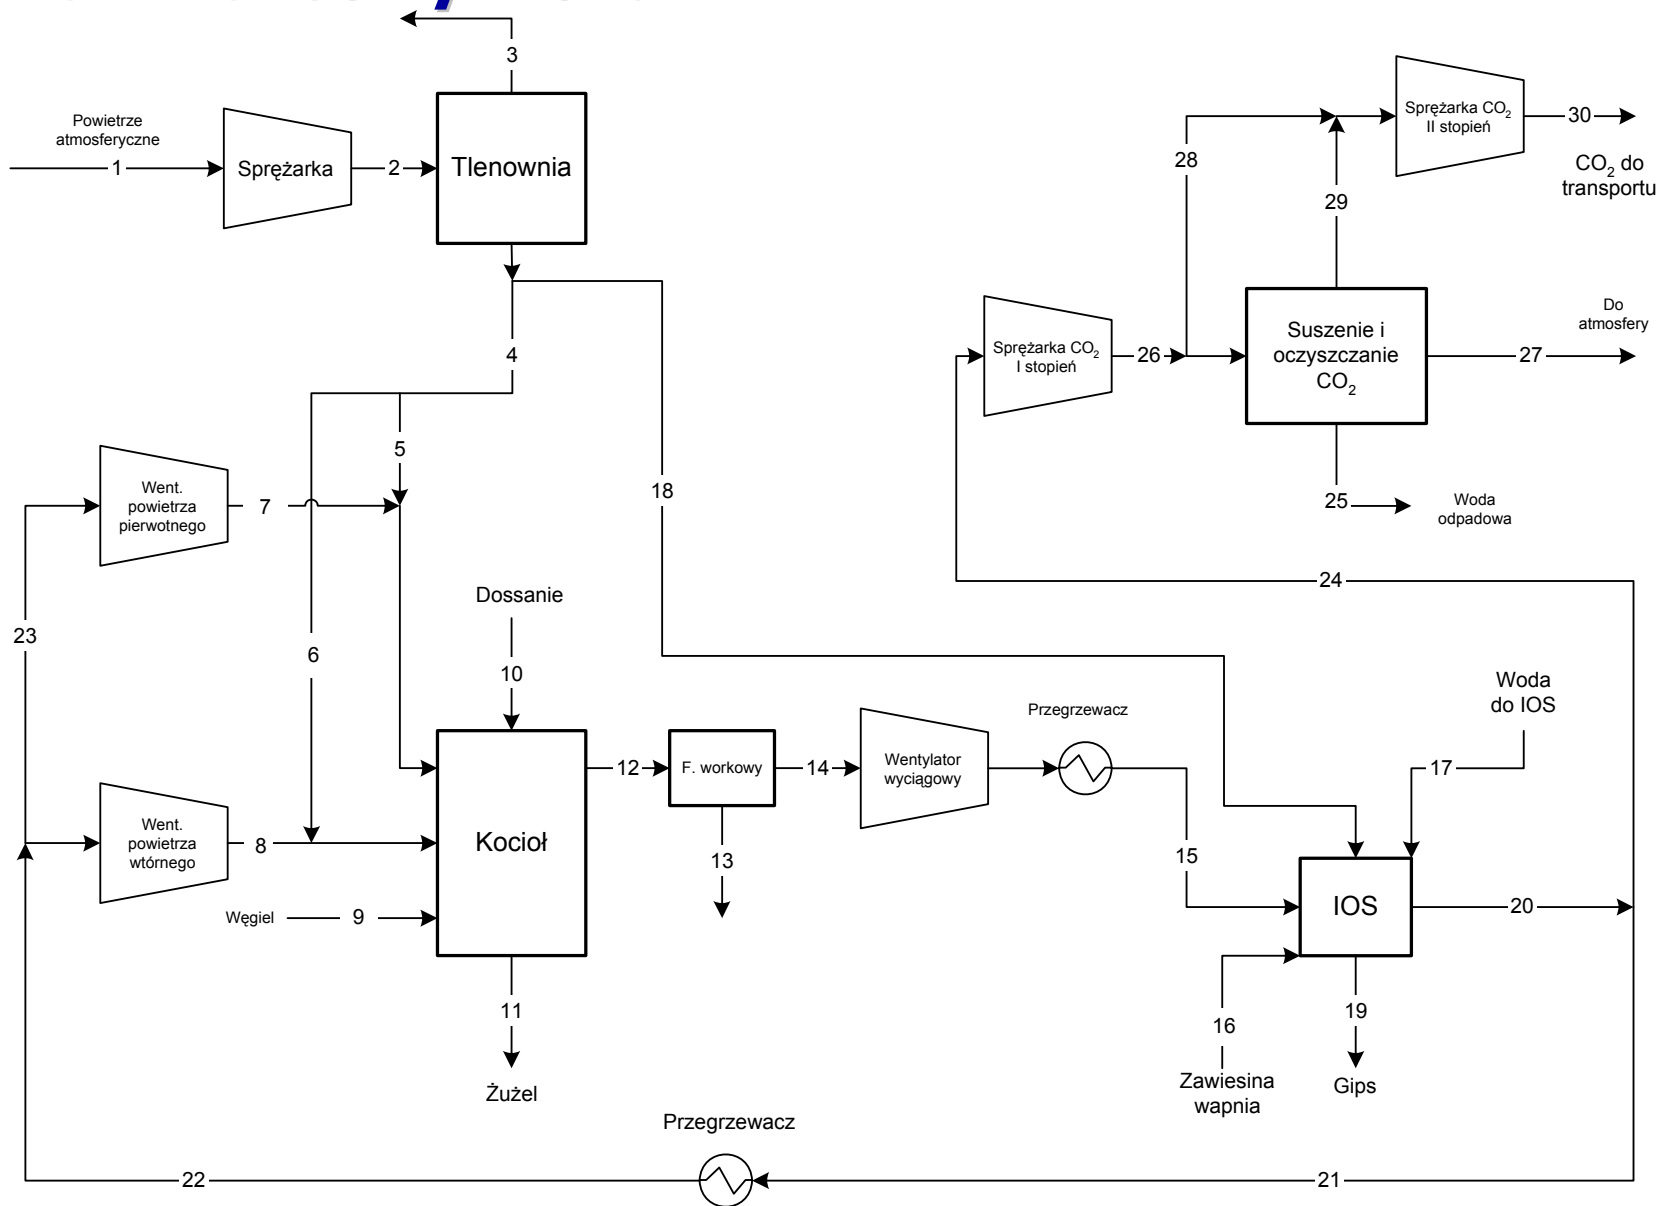 3
Powietrze
atmosferyczne
1
Sprężarka
2
Tlenownia
Sprężarka CO₂
II stopień
30
CO₂ do
transportu
28
29
4
Sprężarka CO₂
I stopień
26
Suszenie i
oczyszczanie
CO₂
Do
atmosfery
27
5
Went.
powietrza
pierwotnego
7
18
25
Woda
odpadowa
24
Dossanie
23
6
10
Woda
do IOS
Przegrzewacz
12
F. workowy
14
Wentylator
wyciągowy
17
Went.
powietrza
wtórnego
8
Kocioł
13
15
Węgiel
9
IOS
20
11
16
19
Żużel
Zawiesina
wapnia
Gips
Przegrzewacz
22
21